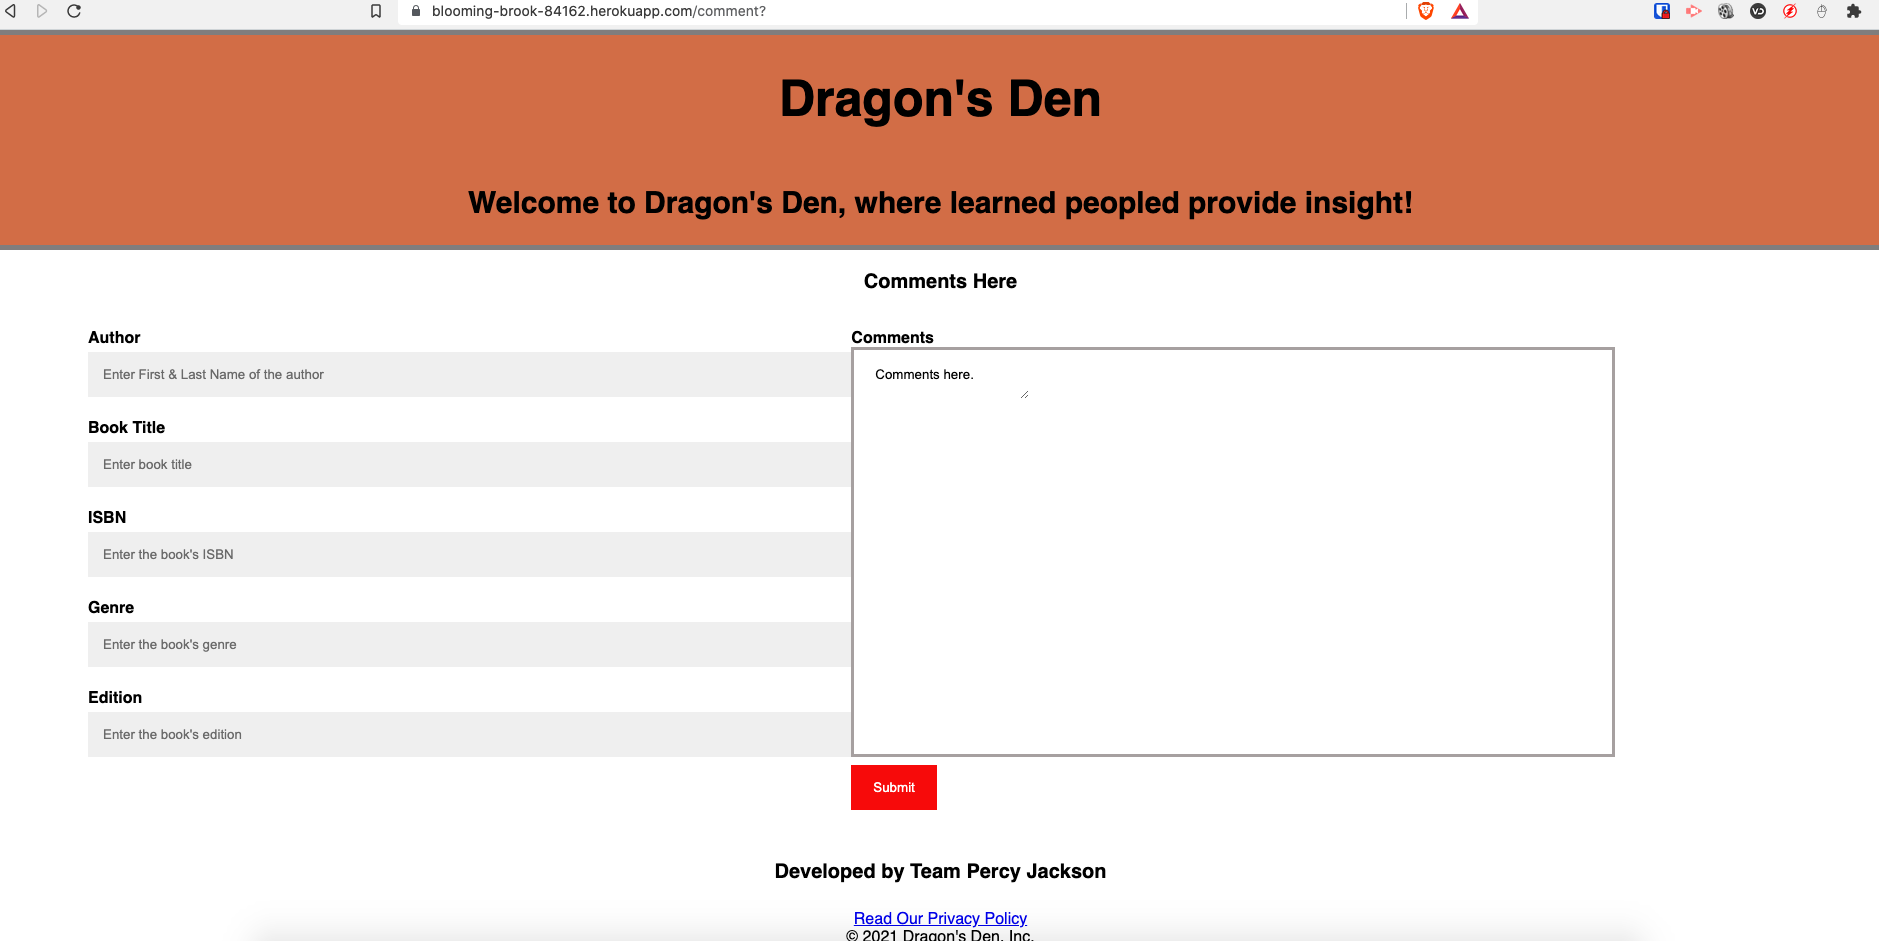 blooming-brook-84162.herokuapp.com/comment?
VD
Dragon's Den
Welcome to Dragon's Den, where learned peopled provide insight!
Comments Here
Author
Enter First & Last Name of the author
Book Title
Enter book title
ISBN
Enter the book's ISBN
Genre
Enter the book's genre
Edition
Enter the book's edition
Comments
Comments here.
Submit
Developed by Team Percy Jackson
Read Our Privacy Policy
© 2021 Dragon's Den, Inc.